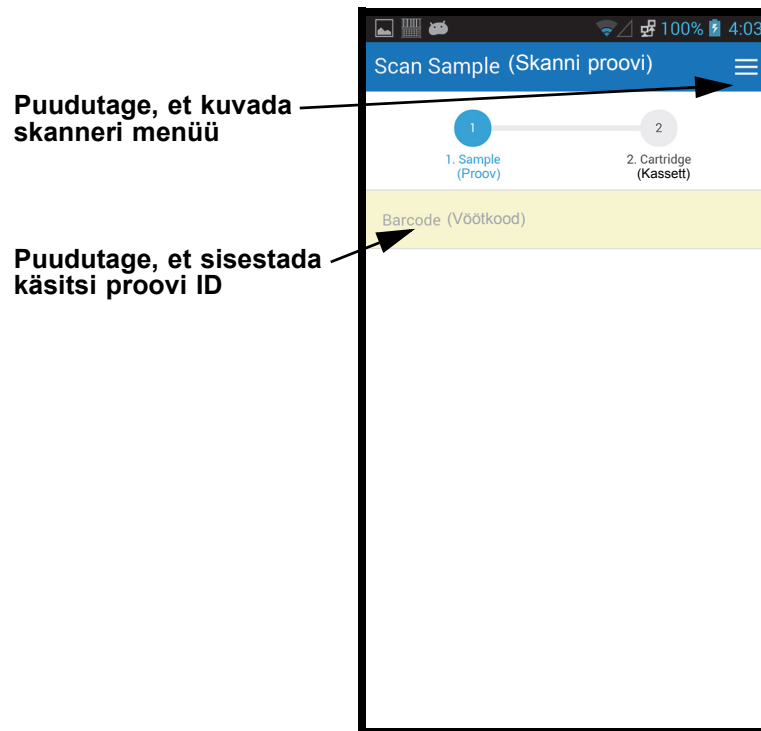 100% 4:03
Scan Sample (Skanni proovi)
Puudutage, et kuvada
skanneri menüü
1
2
1. Sample
(Proov)
2. Cartridge
(Kassett)
Barcode (Vöötkood)
Puudutage, et sisestada
käsitsi proovi ID